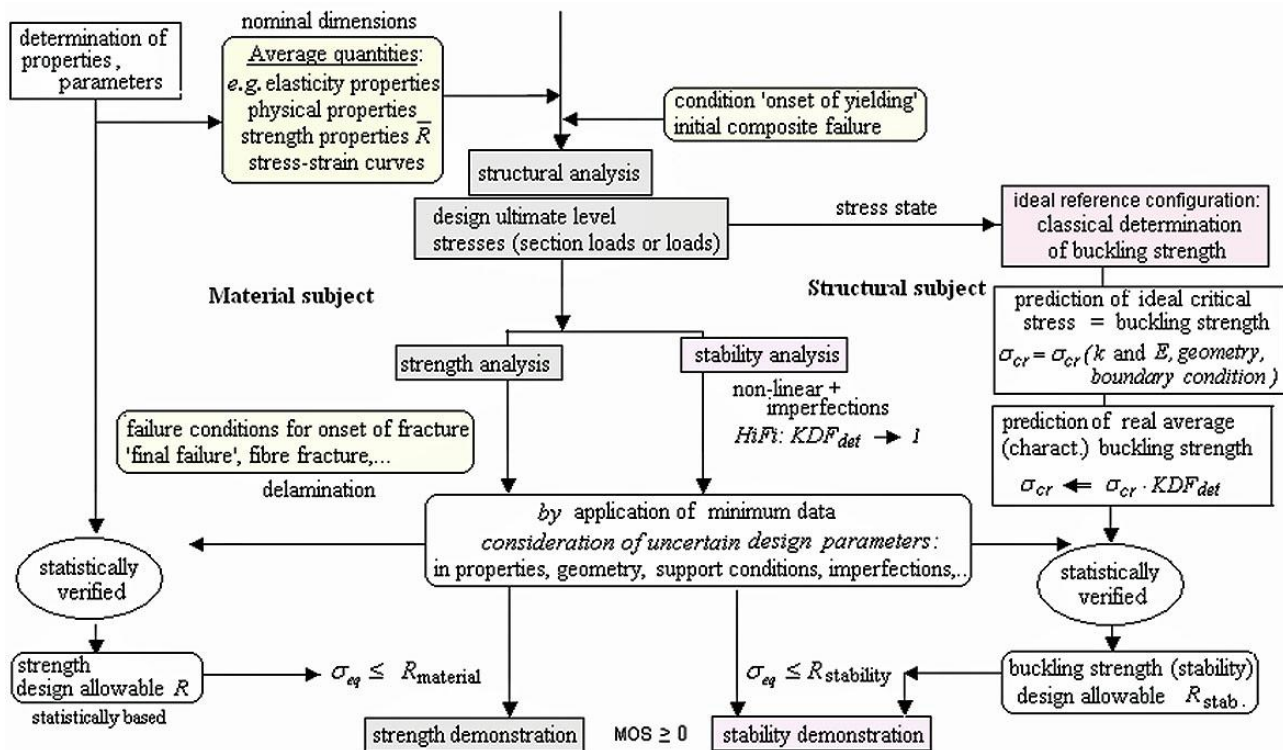 nominal dimensions
determination of
properties,
parameters
Average quantities:
e.g. elasticity properties
physical properties
strength properties R̅
stress-strain curves
condition 'onset of yielding'
initial composite failure
structural analysis
design ultimate level
stresses (section loads or loads)
stress state
ideal reference configuration:
classical determination
of buckling strength
Material subject
Structural subject
prediction of ideal critical
stress = buckling strength
σcr = σcr (k and E, geometry,
boundary condition)
strength analysis
stability analysis
non-linear +
imperfections
HiFi: KDFdet → 1
failure conditions for onset of fracture
'final failure', fibre fracture,...
delamination
prediction of real average
(charact.) buckling strength
σcr ⇐ σcr · KDFdet
by application of minimum data
consideration of uncertain design parameters:
in properties, geometry, support conditions, imperfections,..
statistically
verified
statistically
verified
strength
design allowable R
statistically based
σeq ≤ Rmaterial
σeq ≤ Rstability
buckling strength (stability)
design allowable Rstab.
strength demonstration
MOS ≥ 0
stability demonstration